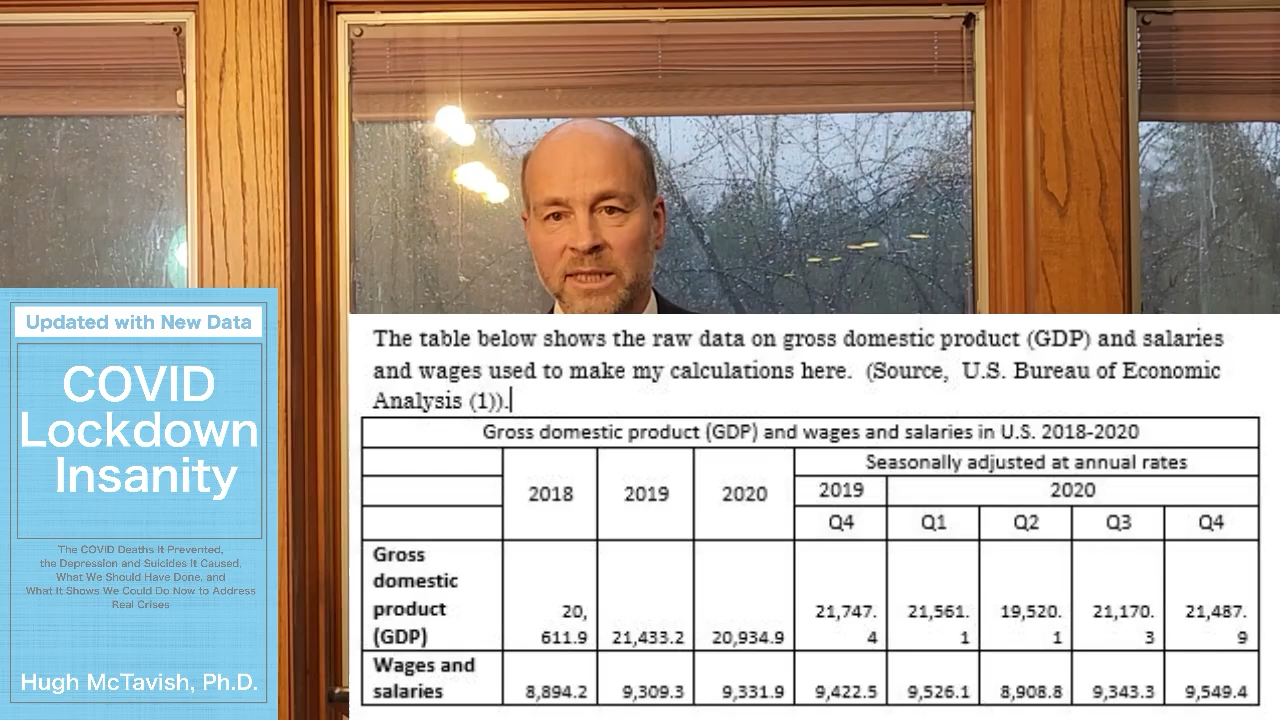 Updated with New Data
COVID
Lockdown
Insanity
The COVID Deaths It Prevented,
the Depression and Suicides It Caused,
What We Should Have Done, and
What It Shows We Could Do Now to Address
Real Crises
Hugh McTavish, Ph.D.
The table below shows the raw data on gross domestic product (GDP) and salaries
and wages used to make my calculations here. (Source, U.S. Bureau of Economic
Analysis (1)).
Gross domestic product (GDP) and wages and salaries in U.S. 2018-2020
Seasonally adjusted at annual rates
2018 2019 2020 2019 2020
Q4 Q1 Q2 Q3 Q4
Gross
domestic
product 20, 21,747. 21,561. 19,520. 21,170. 21,487.
(GDP) 611.9 21,433.2 20,934.9 4 1 1 3 9
Wages and
salaries 8,894.2 9,309.3 9,331.9 9,422.5 9,526.1 8,908.8 9,343.3 9,549.4